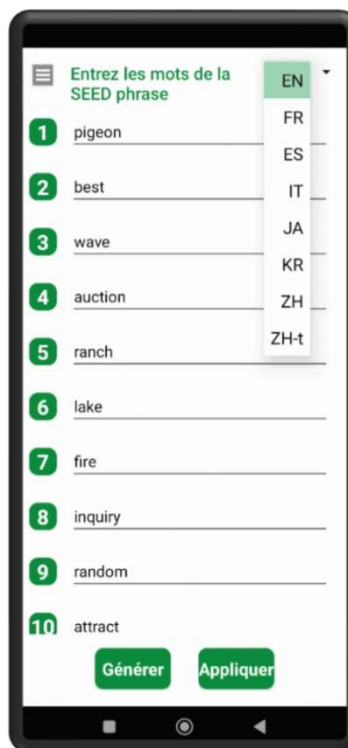 Entrez les mots de la
SEED phrase
EN
FR
ES
IT
JA
KR
ZH
ZH-t
1 pigeon
2 best
3 wave
4 auction
5 ranch
6 lake
7 fire
8 inquiry
9 random
10 attract
Générer Appliquer